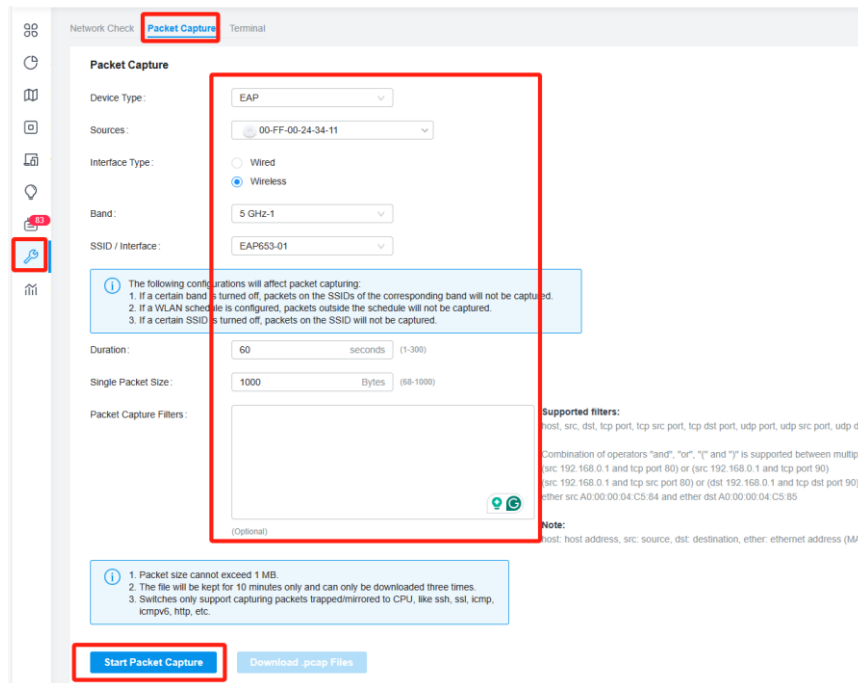 Network Check Packet Capture Terminal
Packet Capture
Device Type: EAP
Sources: 00-FF-00-24-34-11
Interface Type: Wired
Wireless
83
Band: 5 GHz-1
SSID / Interface: EAP653-01
The following configurations will affect packet capturing:
1. If a certain band is turned off, packets on the SSIDs of the corresponding band will not be captured.
2. If a WLAN schedule is configured, packets outside the schedule will not be captured.
3. If a certain SSID is turned off, packets on the SSID will not be captured.
Duration: 60 seconds (1-300)
Single Packet Size: 1000 Bytes (68-1000)
Packet Capture Filters:
Supported filters:
host, src, dst, tcp port, tcp src port, tcp dst port, udp port, udp src port, udp d
Combination of operators "and", "or", "(" and ")" is supported between multip
(src 192.168.0.1 and tcp port 80) or (src 192.168.0.1 and tcp port 90)
(src 192.168.0.1 and tcp src port 80) or (dst 192.168.0.1 and tcp dst port 90)
ether src A0:00:00:04:C5:84 and ether dst A0:00:00:04:C5:85
(Optional)
Note:
host: host address, src: source, dst: destination, ether: ethernet address (MA
1. Packet size cannot exceed 1 MB.
2. The file will be kept for 10 minutes only and can only be downloaded three times.
3. Switches only support capturing packets trapped/mirrored to CPU, like ssh, ssl, icmp,
icmpv6, http, etc.
Start Packet Capture Download .pcap Files